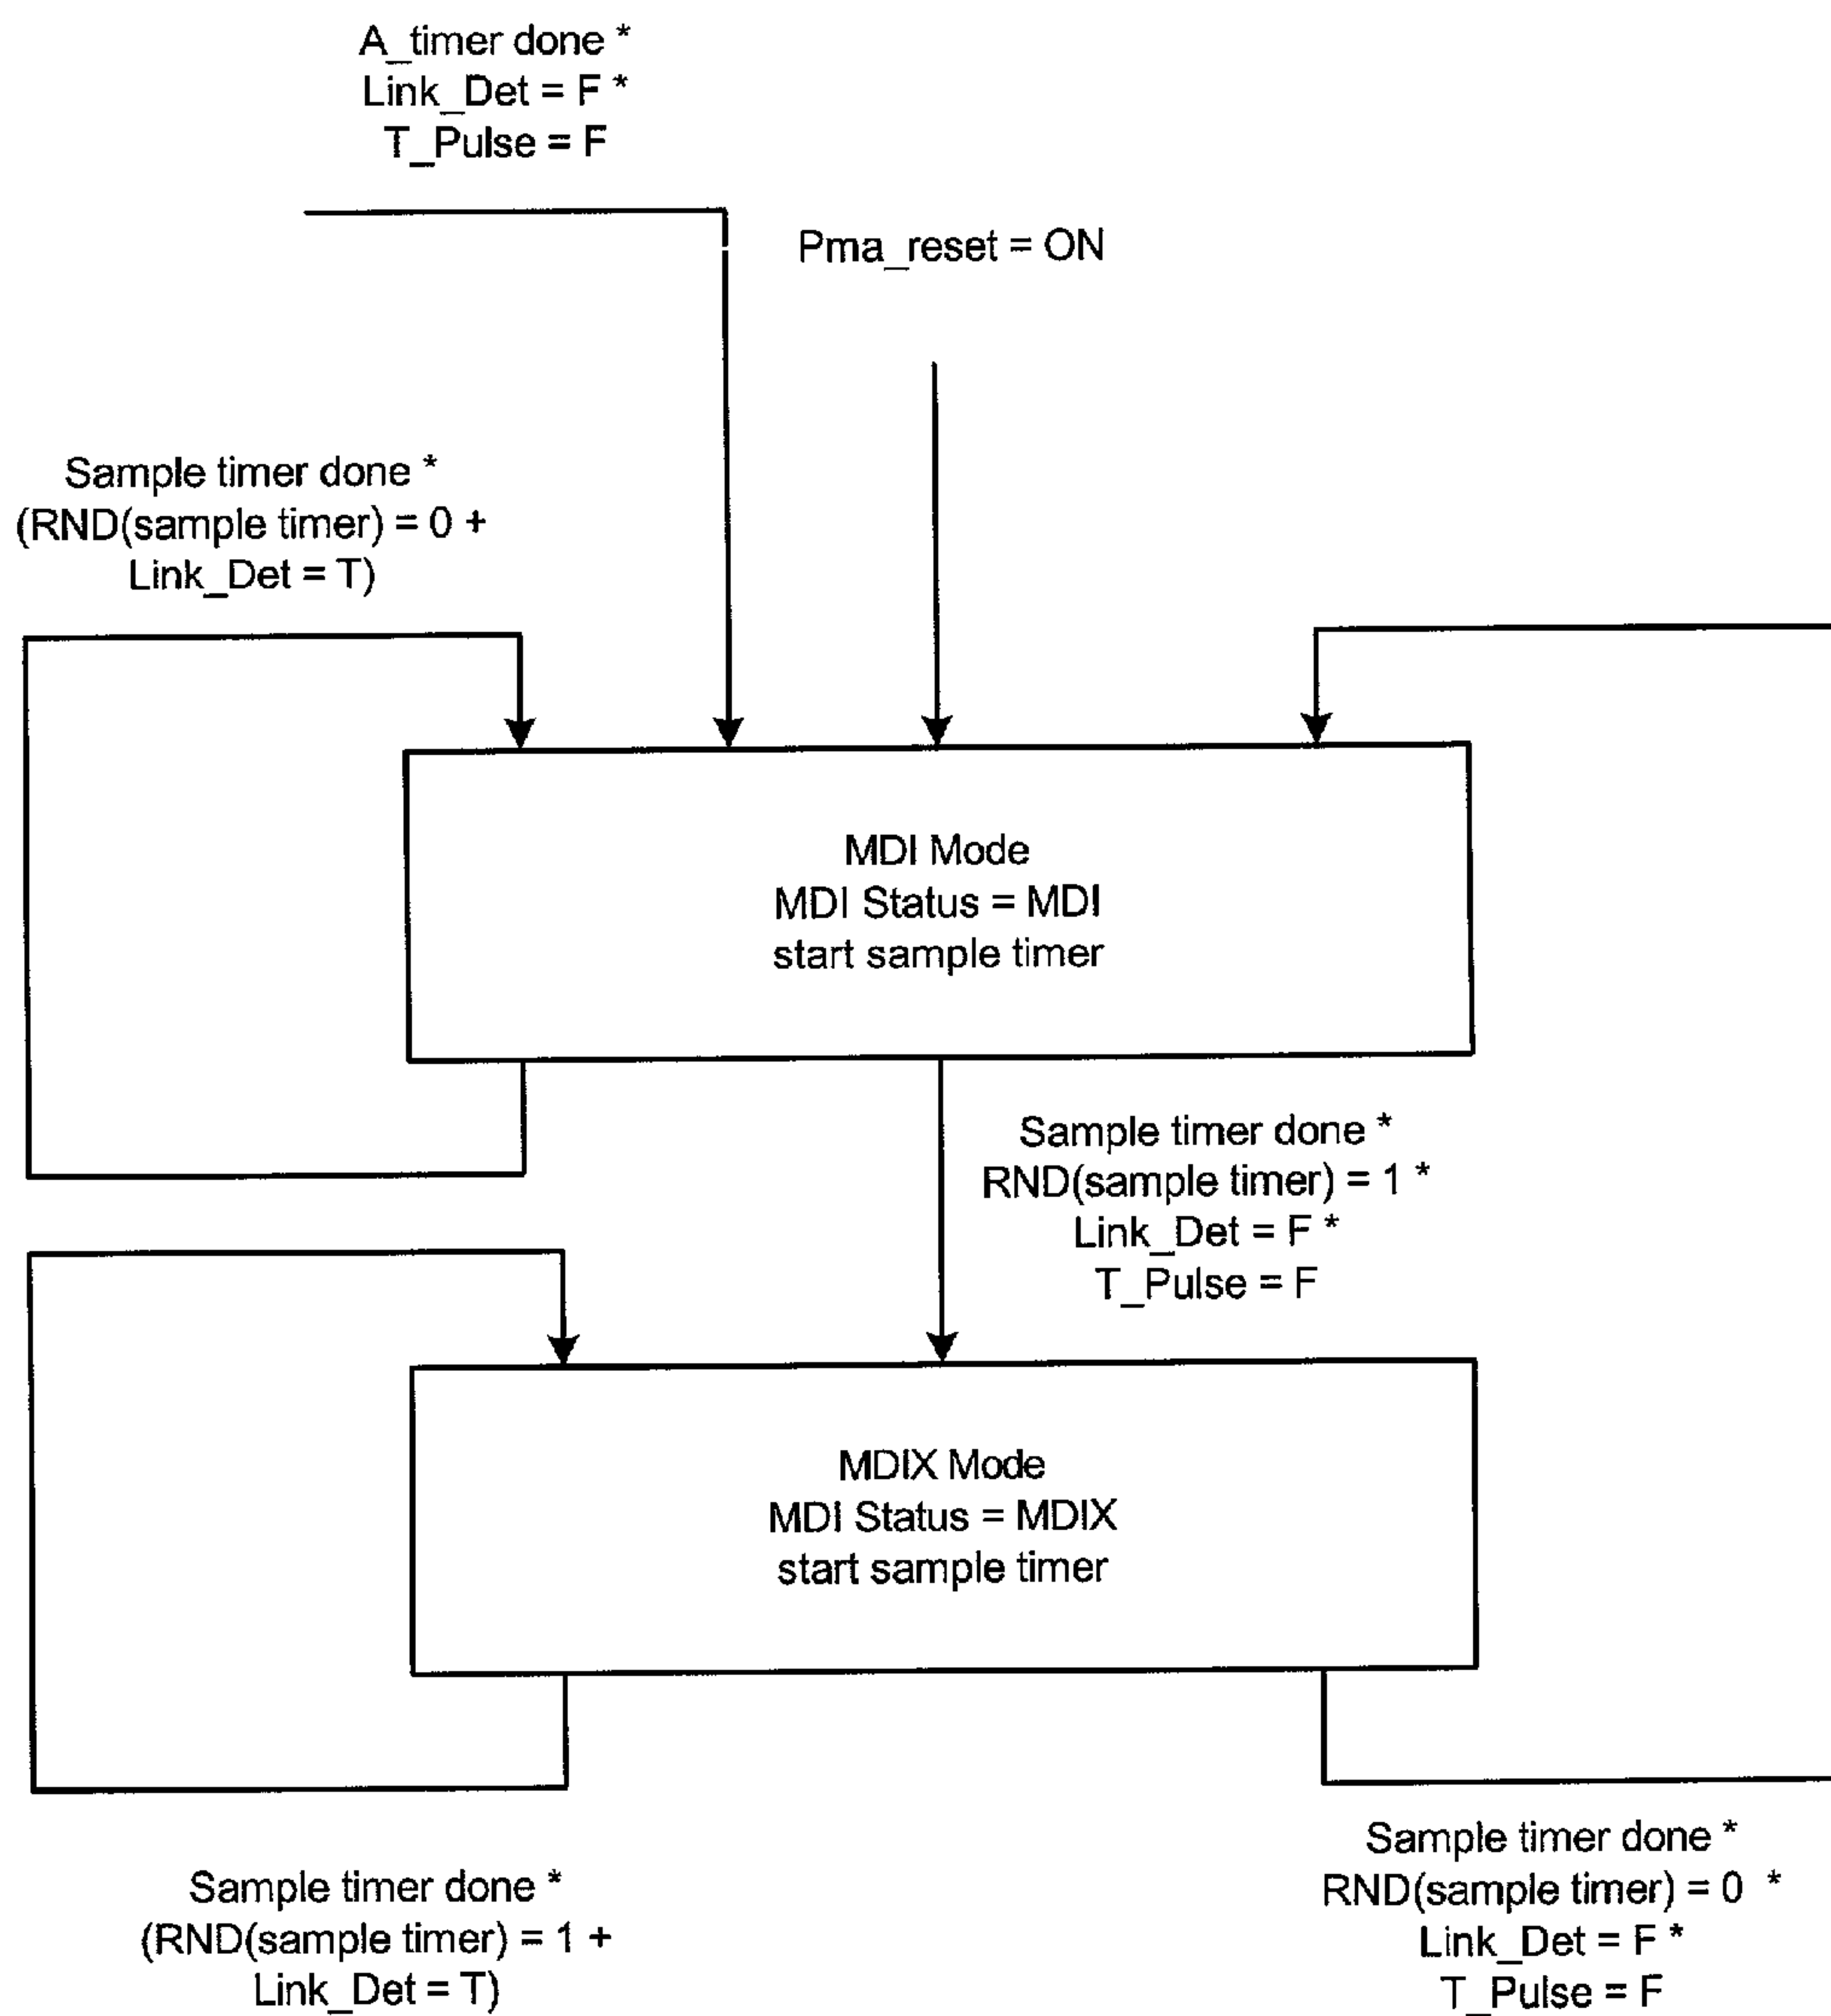 A_timer done *
Link_Det = F *
T_Pulse = F
Pma_reset = ON
Sample timer done *
(RND(sample timer) = 0 +
Link_Det = T)
MDI Mode
MDI Status = MDI
start sample timer
Sample timer done *
RND(sample timer) = 1 *
Link_Det = F *
T_Pulse = F
MDIX Mode
MDI Status = MDIX
start sample timer
Sample timer done *
(RND(sample timer) = 1 +
Link_Det = T)
Sample timer done *
RND(sample timer) = 0 *
Link_Det = F *
T_Pulse = F